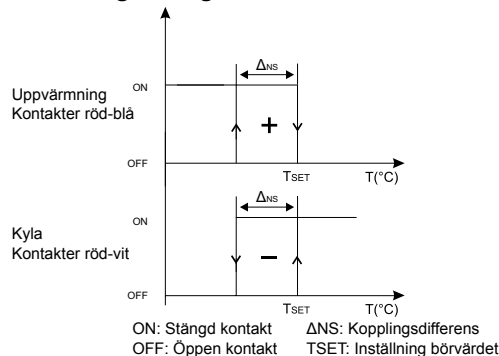 ΔNS
ON
Uppvärmning
Kontakter röd-blå
+
OFF
TSET
T(°C)
ΔNS
ON
Kyla
Kontakter röd-vit
−
OFF
TSET
T(°C)
ON: Stängd kontakt ΔNS: Kopplingsdifferens
OFF: Öppen kontakt TSET: Inställning börvärdet